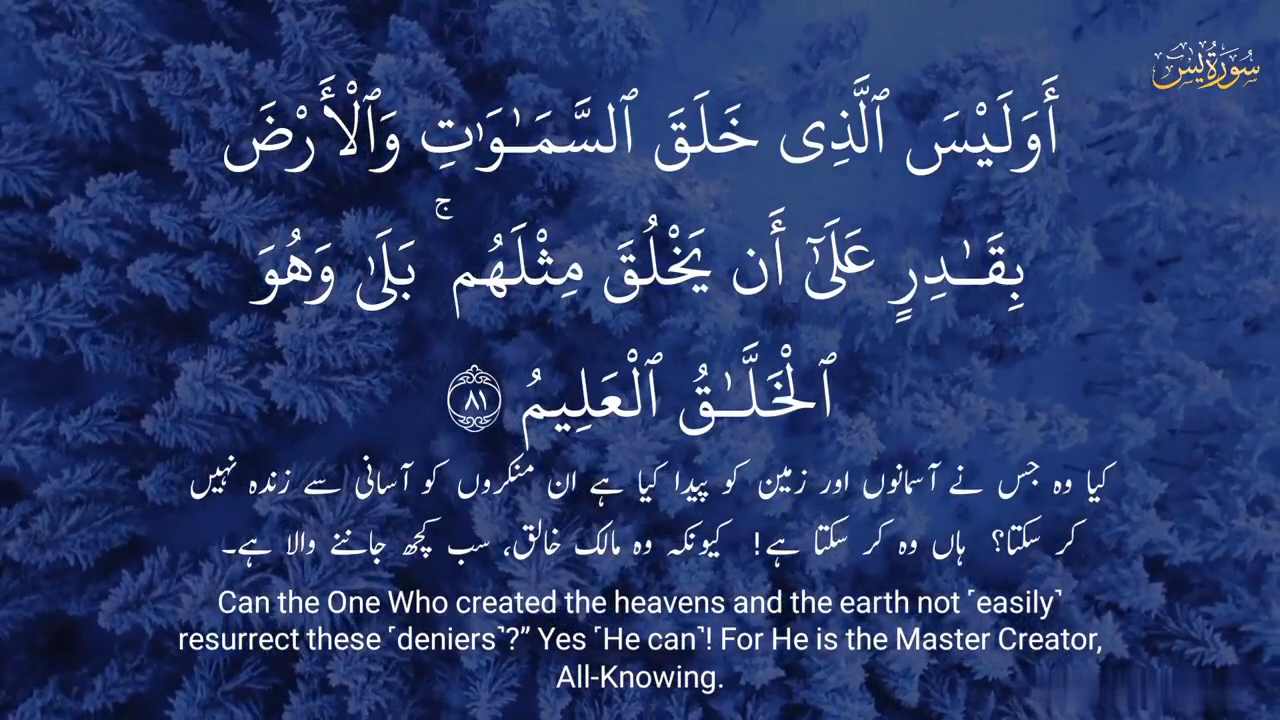 سُورَةُ يس
أَوَلَيْسَ ٱلَّذِى خَلَقَ ٱلسَّمَـٰوَٰتِ وَٱلْأَرْضَ
بِقَـٰدِرٍ عَلَىٰٓ أَن يَخْلُقَ مِثْلَهُم ۚ بَلَىٰ وَهُوَ
ٱلْخَلَّـٰقُ ٱلْعَلِيمُ ٨١
کیا وہ جس نے آسمانوں اور زمین کو پیدا کیا ہے ان منکروں کو آسانی سے زندہ نہیں
کر سکتا؟ ہاں وہ کر سکتا ہے! کیونکہ وہ مالک خالق، سب کچھ جاننے والا ہے۔
Can the One Who created the heavens and the earth not ˹easily˺
resurrect these ˹deniers˺?” Yes ˹He can˺! For He is the Master Creator,
All-Knowing.